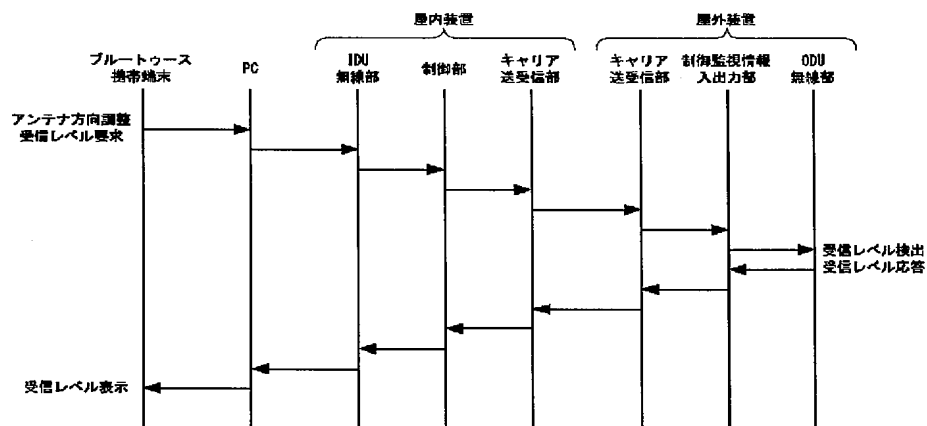 屋内装置
屋外装置
ブルートゥース
携帯端末
PC
IDU
無線部
制御部
キャリア
送受信部
キャリア
送受信部
制御監視情報
入出力部
ODU
無線部
アンテナ方向調整
受信レベル要求
受信レベル検出
受信レベル応答
受信レベル表示